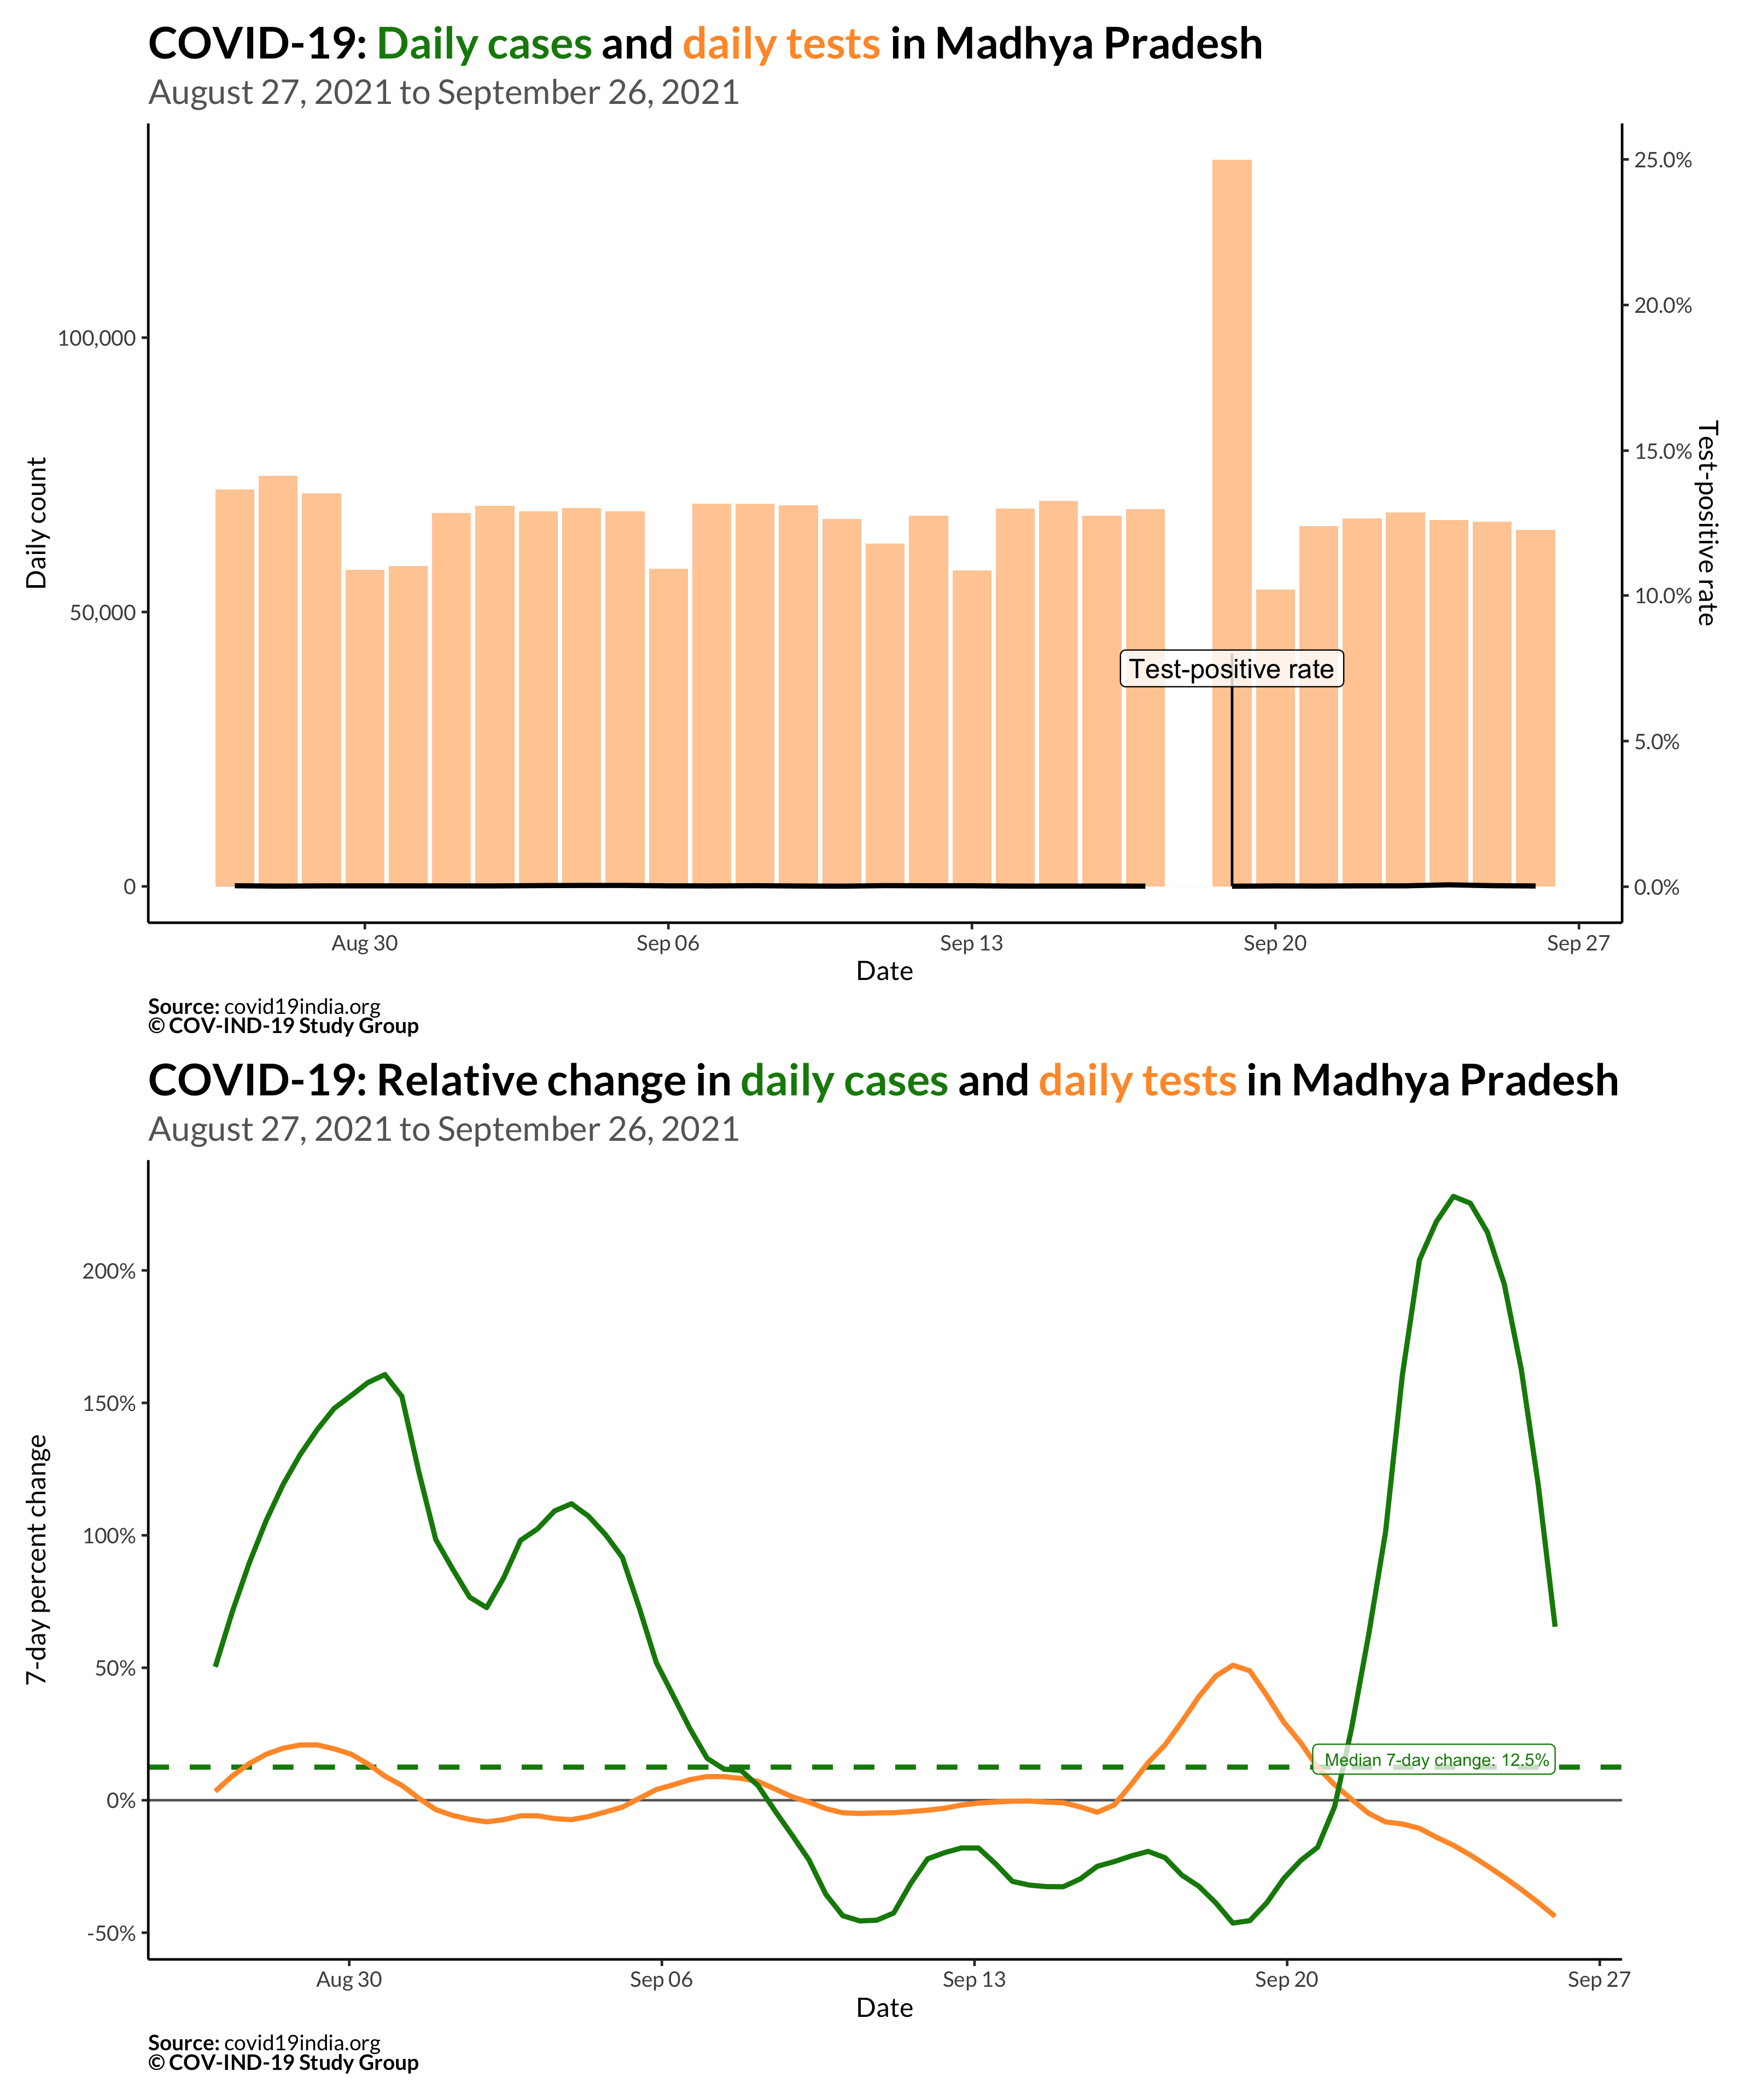 COVID-19: Daily cases and daily tests in Madhya Pradesh
August 27, 2021 to September 26, 2021
Daily count
100,000
50,000
0
25.0%
20.0%
15.0%
10.0%
5.0%
0.0%
Test-positive rate
Test-positive rate
Aug 30
Sep 06
Sep 13
Sep 20
Sep 27
Date
Source: covid19india.org
© COV-IND-19 Study Group
COVID-19: Relative change in daily cases and daily tests in Madhya Pradesh
August 27, 2021 to September 26, 2021
7-day percent change
200%
150%
100%
50%
0%
-50%
Median 7-day change: 12.5%
Aug 30
Sep 06
Sep 13
Sep 20
Sep 27
Date
Source: covid19india.org
© COV-IND-19 Study Group